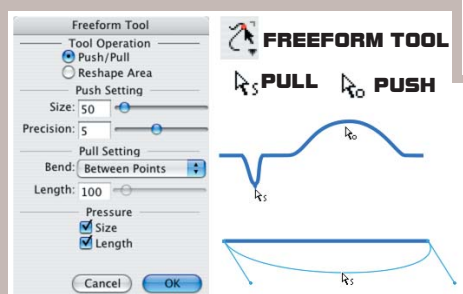 Freeform Tool
Tool Operation
Push/Pull
Reshape Area
Push Setting
Size: 50
Precision: 5
Pull Setting
Bend: Between Points
Length: 100
Pressure
Size
Length
Cancel OK
FREEFORM TOOL
S PULL O PUSH
O
S
S